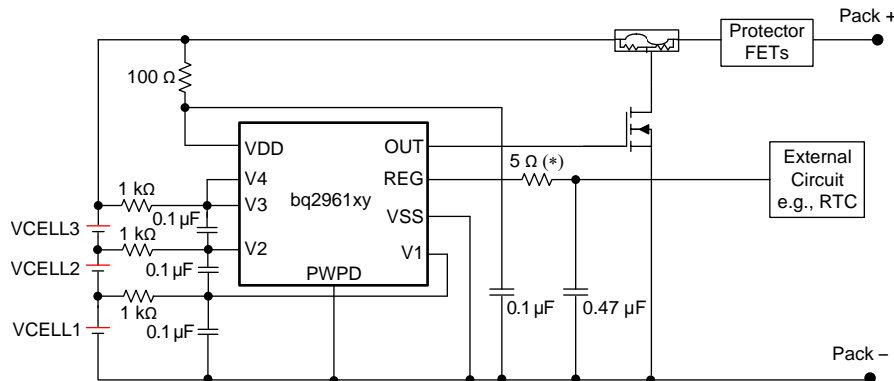 Pack +
Protector
FETs
100 Ω
VDD
OUT
5 Ω (*)
External
Circuit
e.g., RTC
1 kΩ
V4
REG
bq2961xy
V3
0.1 µF
VSS
VCELL3
1 kΩ
V2
V1
VCELL2
0.1 µF
PWPD
1 kΩ
0.1 µF
0.47 µF
VCELL1
0.1 µF
Pack –